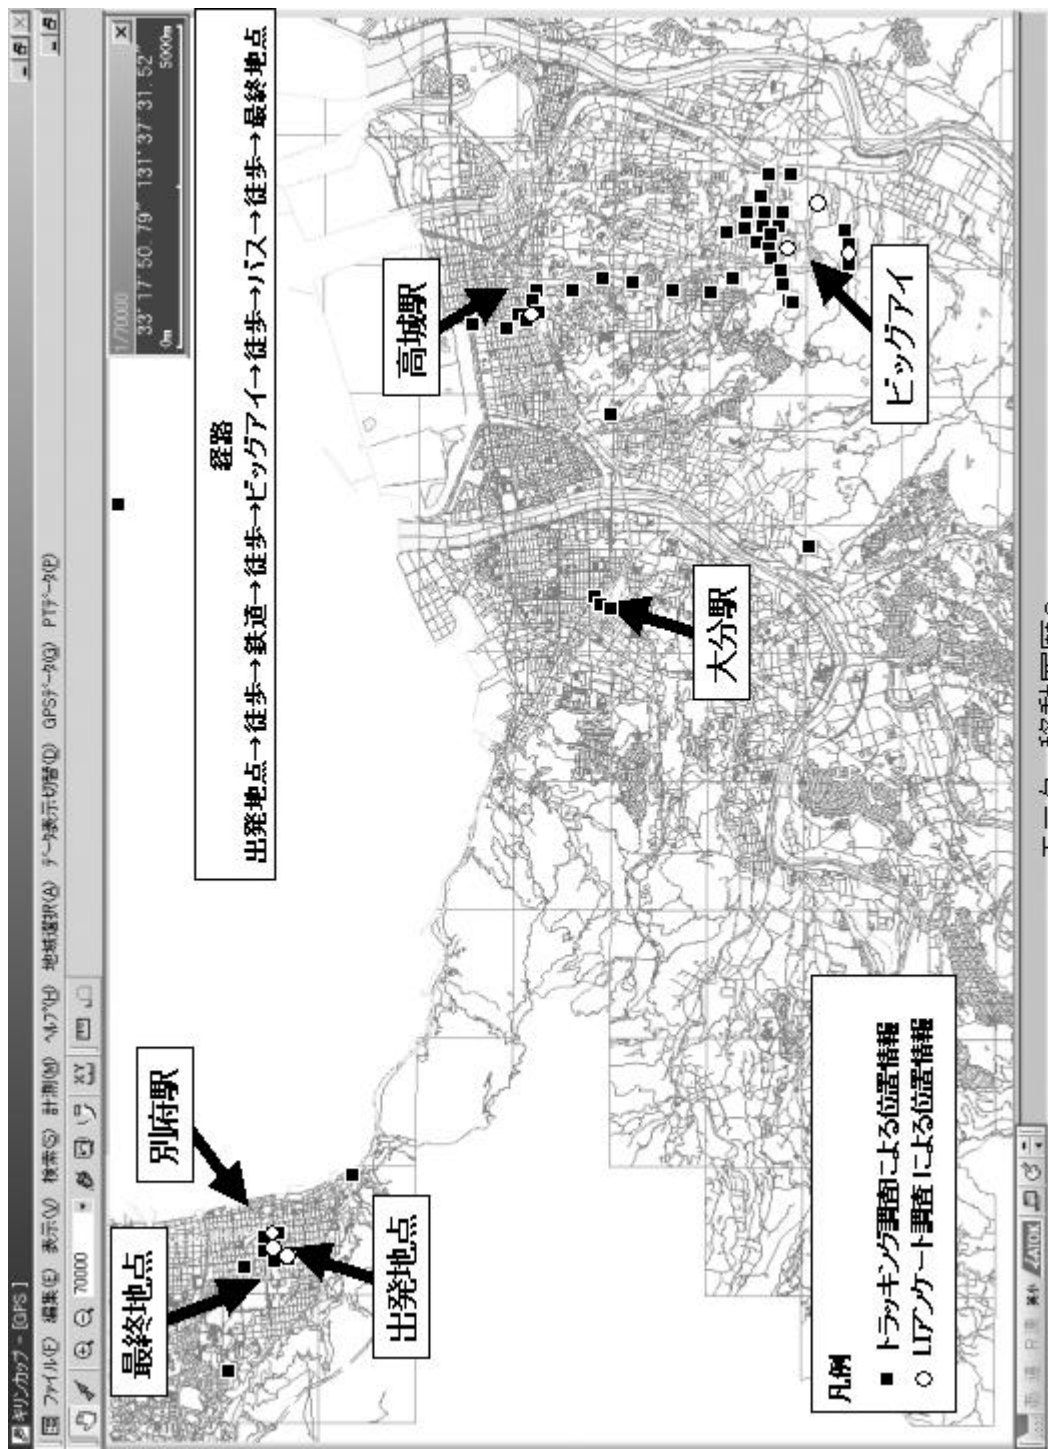 キリンカップ - [GPS ]
ファイル(F) 編集(E) 表示(V) 検索(S) 計測(M) ヘルプ(H) 地域選択(A) データ表示切替(D) GPSデータ(G) PTデータ(P)
70000
XY
1/70000
33° 17' 50. 79" 131° 37' 31. 52"
0m 5000m
経路
出発地点→徒歩→鉄道→徒歩→ビッグアイ→徒歩→バス→徒歩→最終地点
別府駅
最終地点
出発地点
高城駅
大分駅
ビッグアイ
凡例
トラッキング調査による位置情報
LIアンケート調査による位置情報